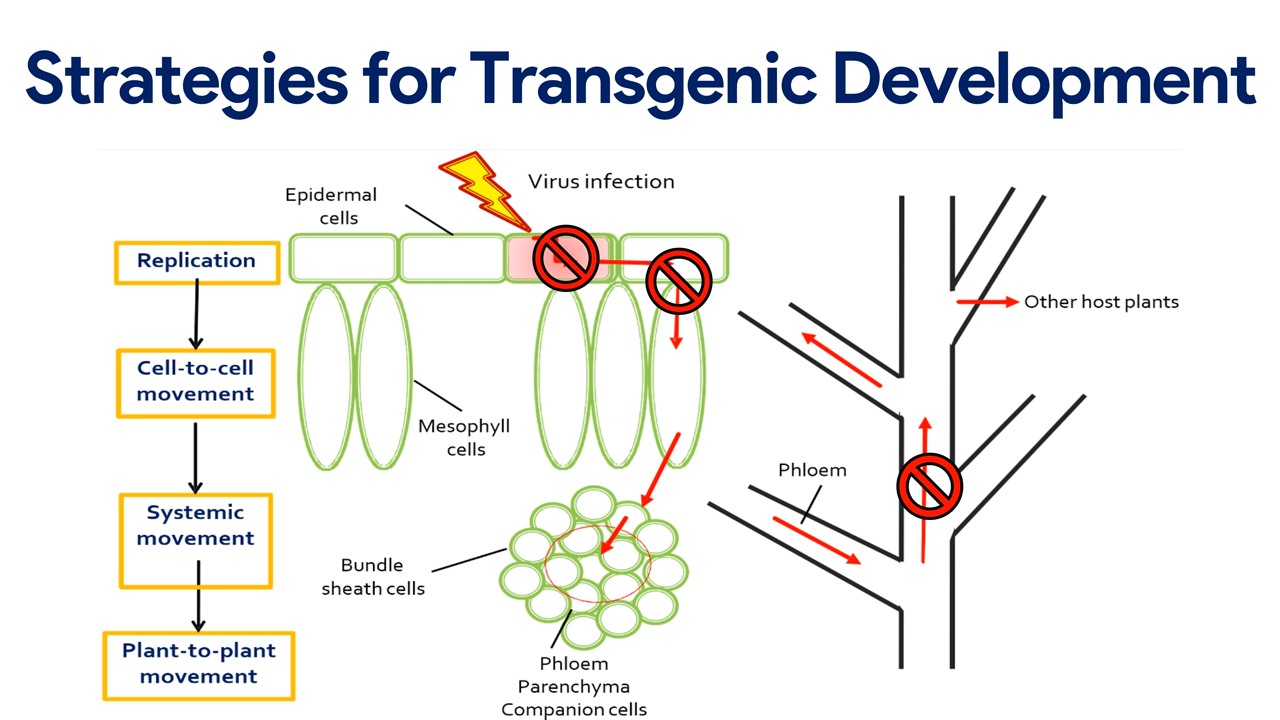 Strategies for Transgenic Development
Virus infection
Epidermal
cells
Replication
Other host plants
Cell-to-cell
movement
Mesophyll
cells
Phloem
Systemic
movement
Bundle
sheath cells
Plant-to-plant
movement
Phloem
Parenchyma
Companion cells